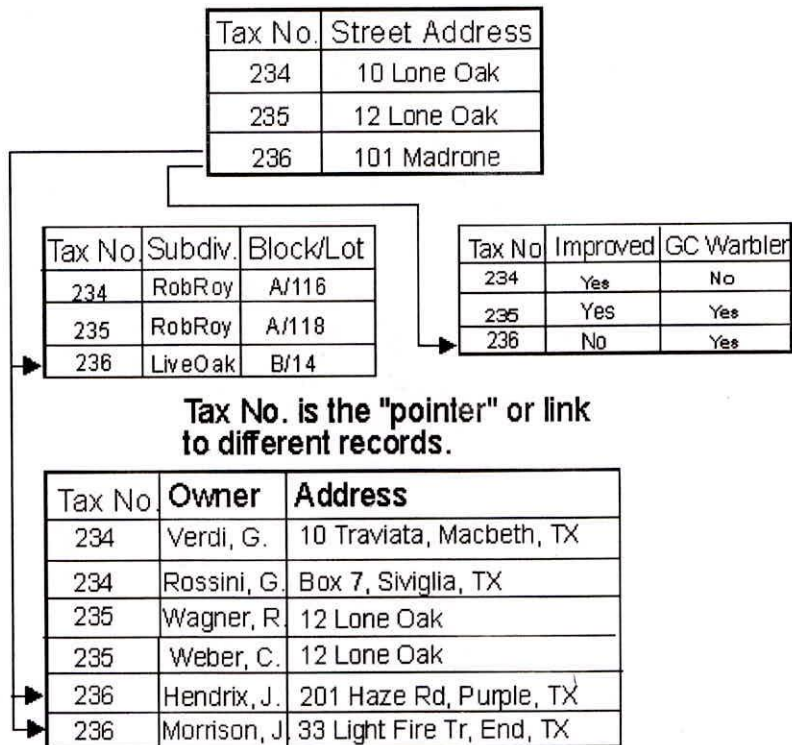 Tax No. Street Address
234 10 Lone Oak
235 12 Lone Oak
236 101 Madrone
Tax No. Subdiv. Block/Lot
234 RobRoy A/116
235 RobRoy A/118
236 LiveOak B/14
Tax No Improved GC Warbler
234 Yes No
235 Yes Yes
236 No Yes
Tax No. is the "pointer" or link
to different records.
Tax No. Owner Address
234 Verdi, G. 10 Traviata, Macbeth, TX
234 Rossini, G. Box 7, Siviglia, TX
235 Wagner, R. 12 Lone Oak
235 Weber, C. 12 Lone Oak
236 Hendrix, J. 201 Haze Rd, Purple, TX
236 Morrison, J. 33 Light Fire Tr, End, TX